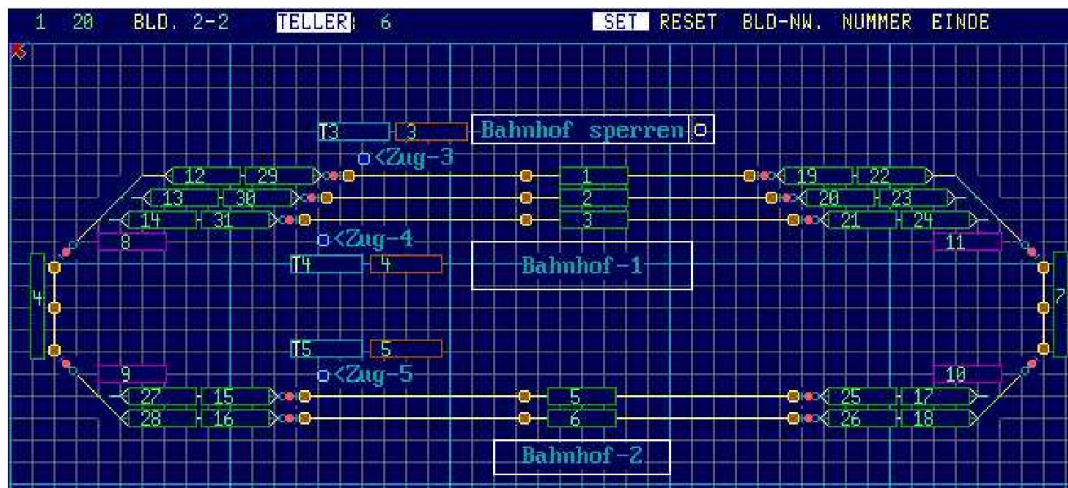 1 20 BLD. 2-2 TELLER: 6 SET RESET BLD-NW. NUMMER EINDE
T3 3 Bahnhof sperren
<Zug-3
12 29 1 19 22
13 30 2 20 23
14 31 3 21 24
8 <Zug-4 11
T4 4 Bahnhof-1
4 7
T5 5
9 <Zug-5 10
27 15 5 25 17
28 16 6 26 18
Bahnhof-2